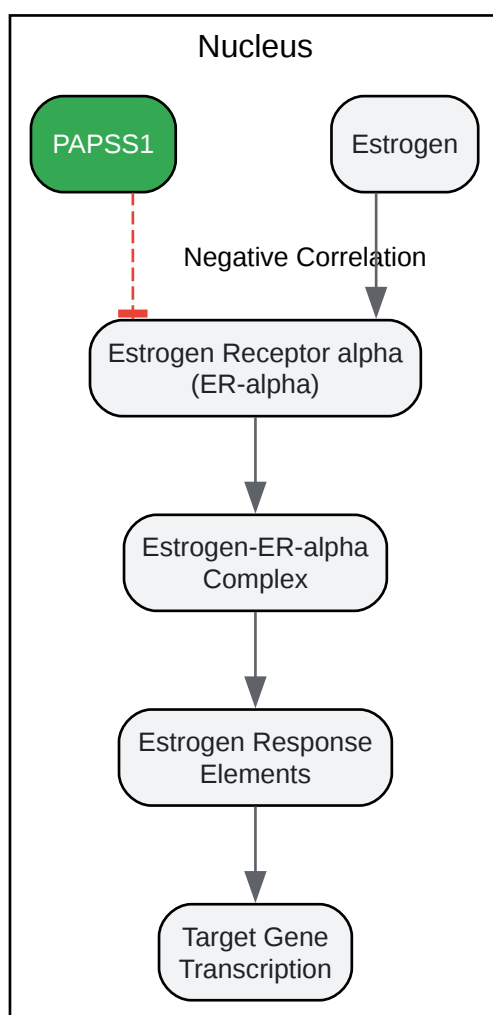 Nucleus
PAPSS1
Estrogen
Negative Correlation
Estrogen Receptor alpha
(ER-alpha)
Estrogen-ER-alpha
Complex
Estrogen Response
Elements
Target Gene
Transcription